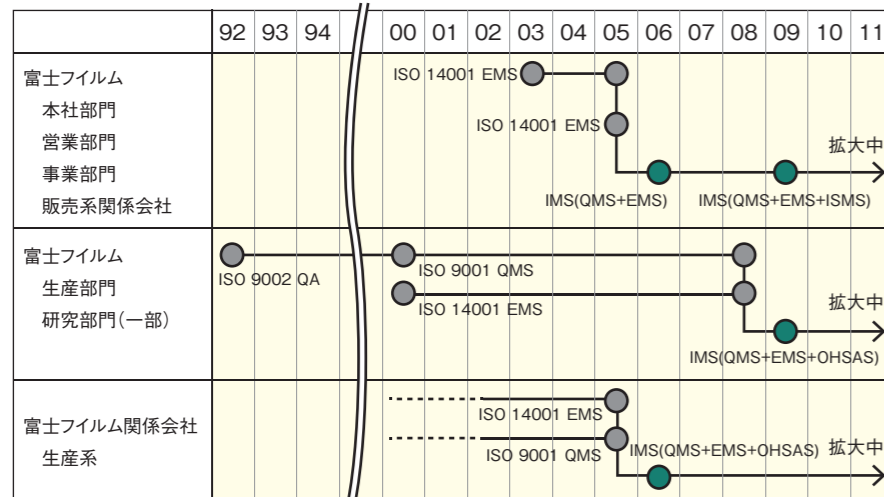 92 93 94 00 01 02 03 04 05 06 07 08 09 10 11
富士フイルム
本社部門
営業部門
事業部門
販売系関係会社
ISO 14001 EMS
ISO 14001 EMS
拡大中
IMS(QMS+EMS)
IMS(QMS+EMS+ISMS)
富士フイルム
生産部門
研究部門(一部)
ISO 9002 QA
ISO 9001 QMS
ISO 14001 EMS
拡大中
IMS(QMS+EMS+OHSAS)
富士フイルム関係会社
生産系
ISO 14001 EMS
ISO 9001 QMS
IMS(QMS+EMS+OHSAS)
拡大中